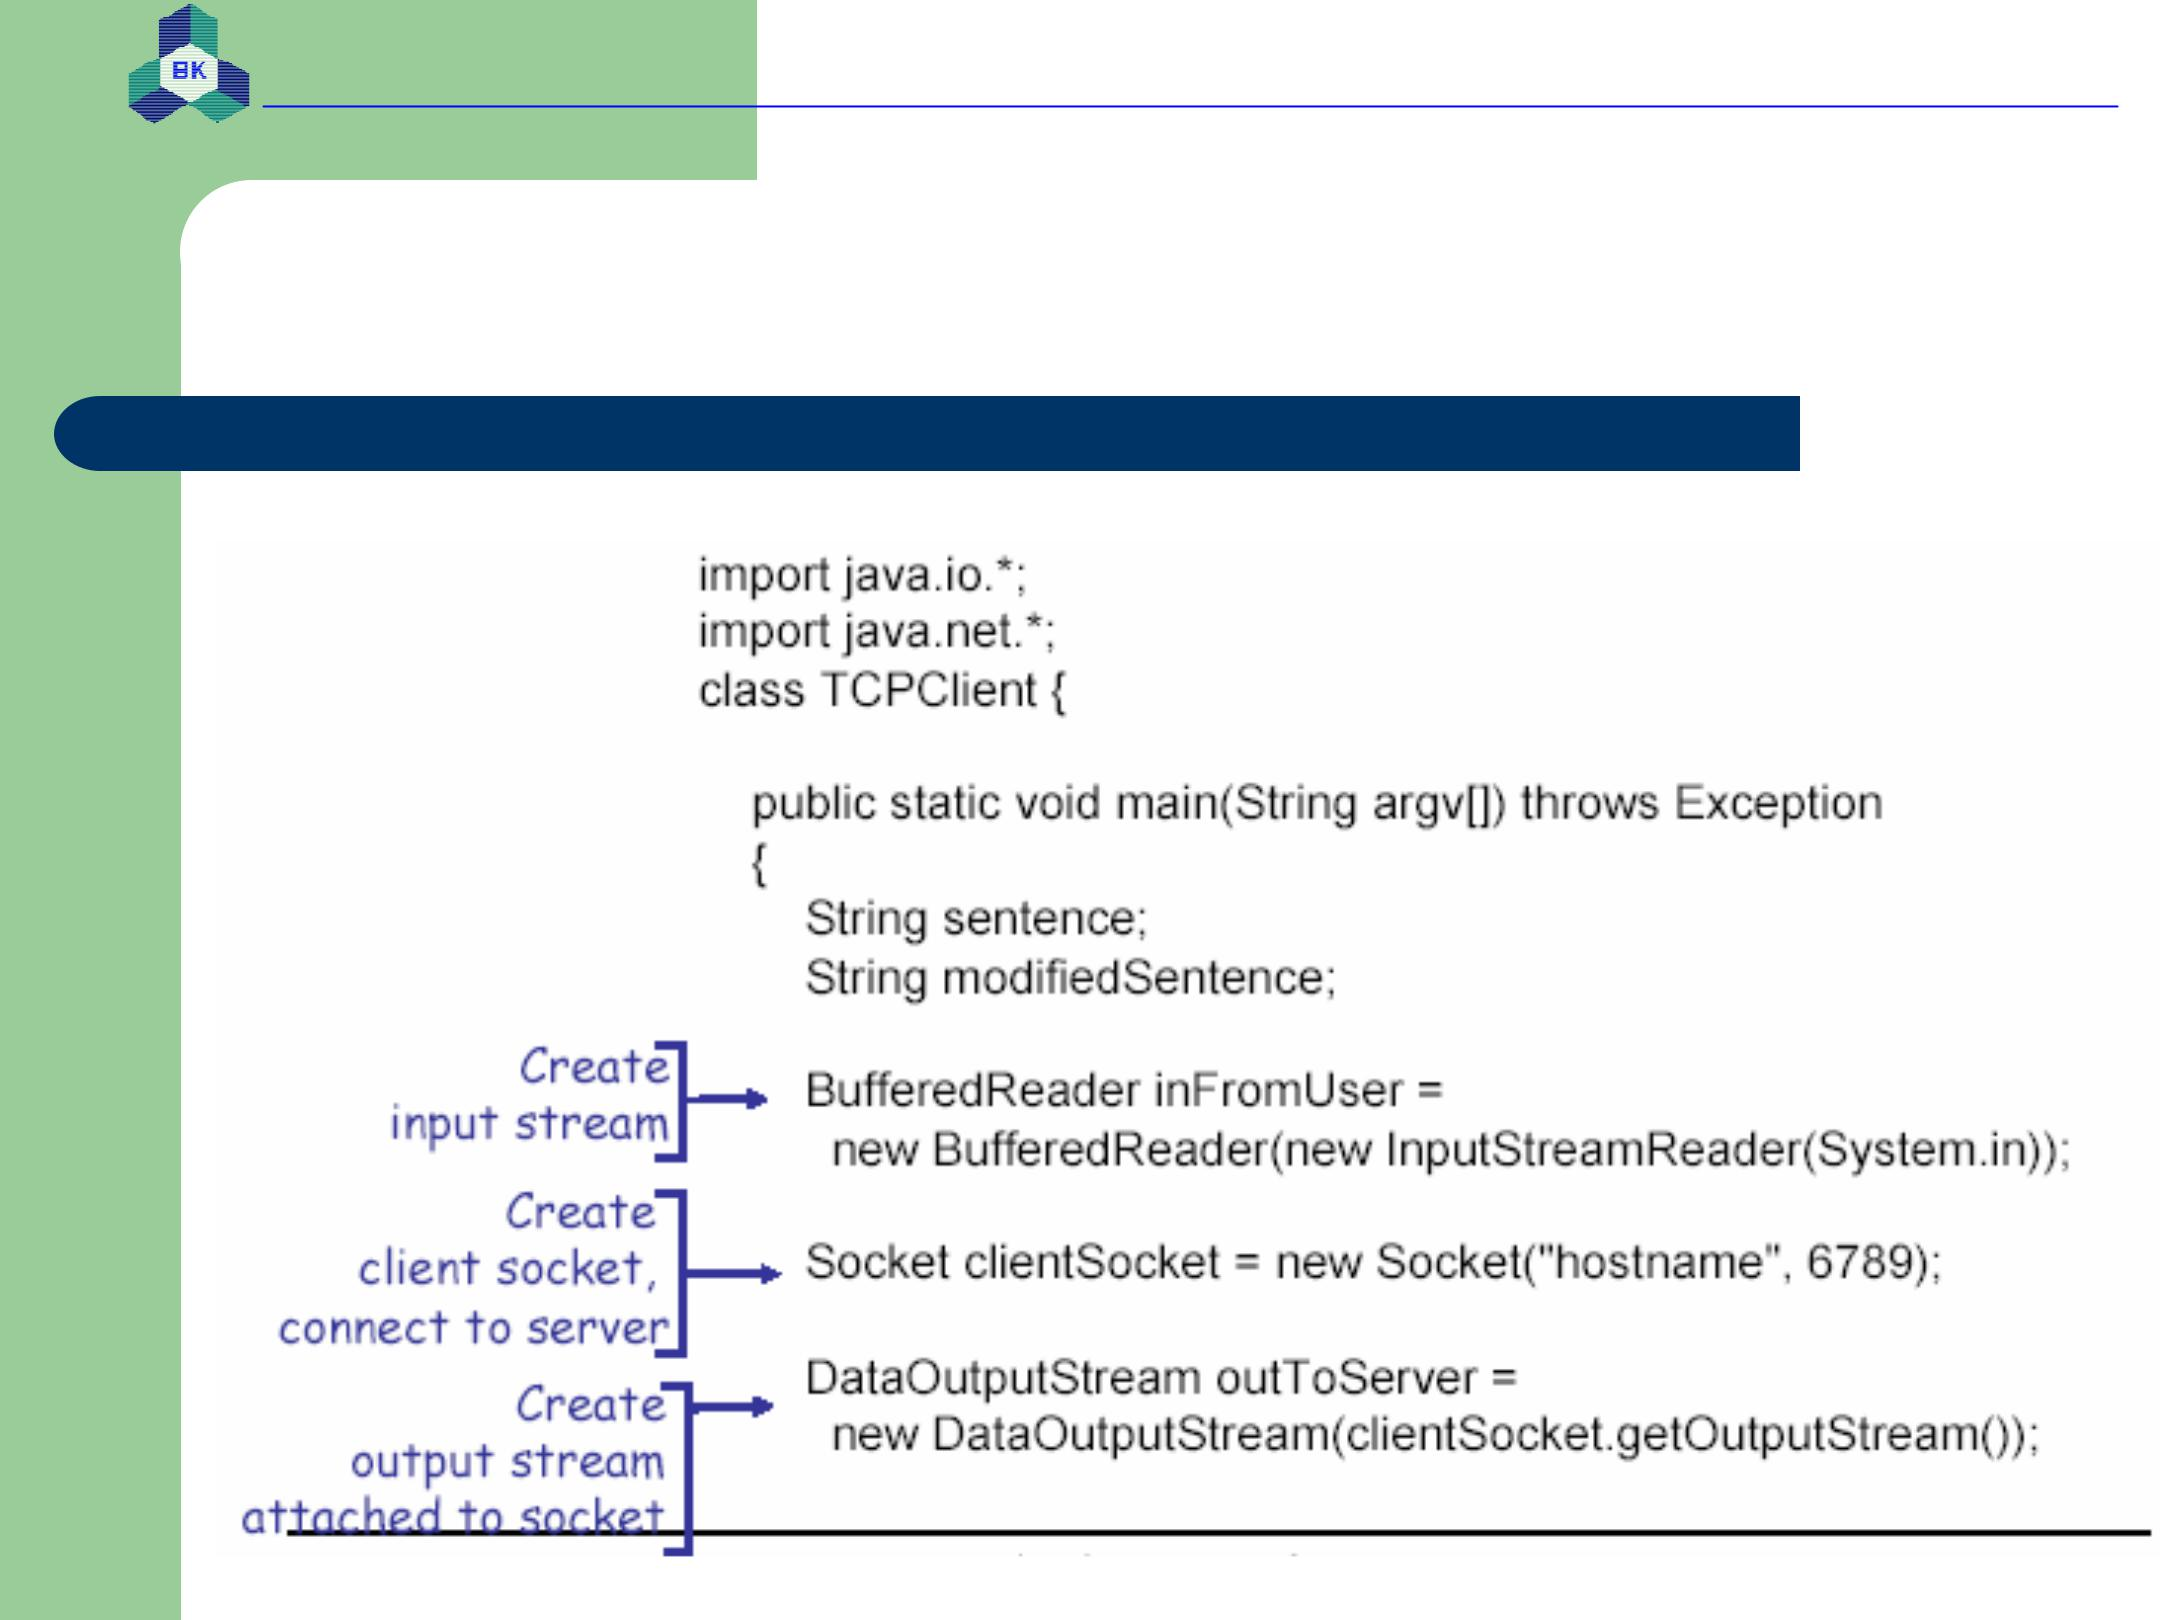 BK
import java.io.*;
import java.net.*;
class TCPClient {
public static void main(String argv[]) throws Exception
{
String sentence;
String modifiedSentence;
Create
input stream
BufferedReader inFromUser =
new BufferedReader(new InputStreamReader(System.in));
Create
client socket,
connect to server
Socket clientSocket = new Socket("hostname", 6789);
Create
output stream
attached to socket
DataOutputStream outToServer =
new DataOutputStream(clientSocket.getOutputStream());